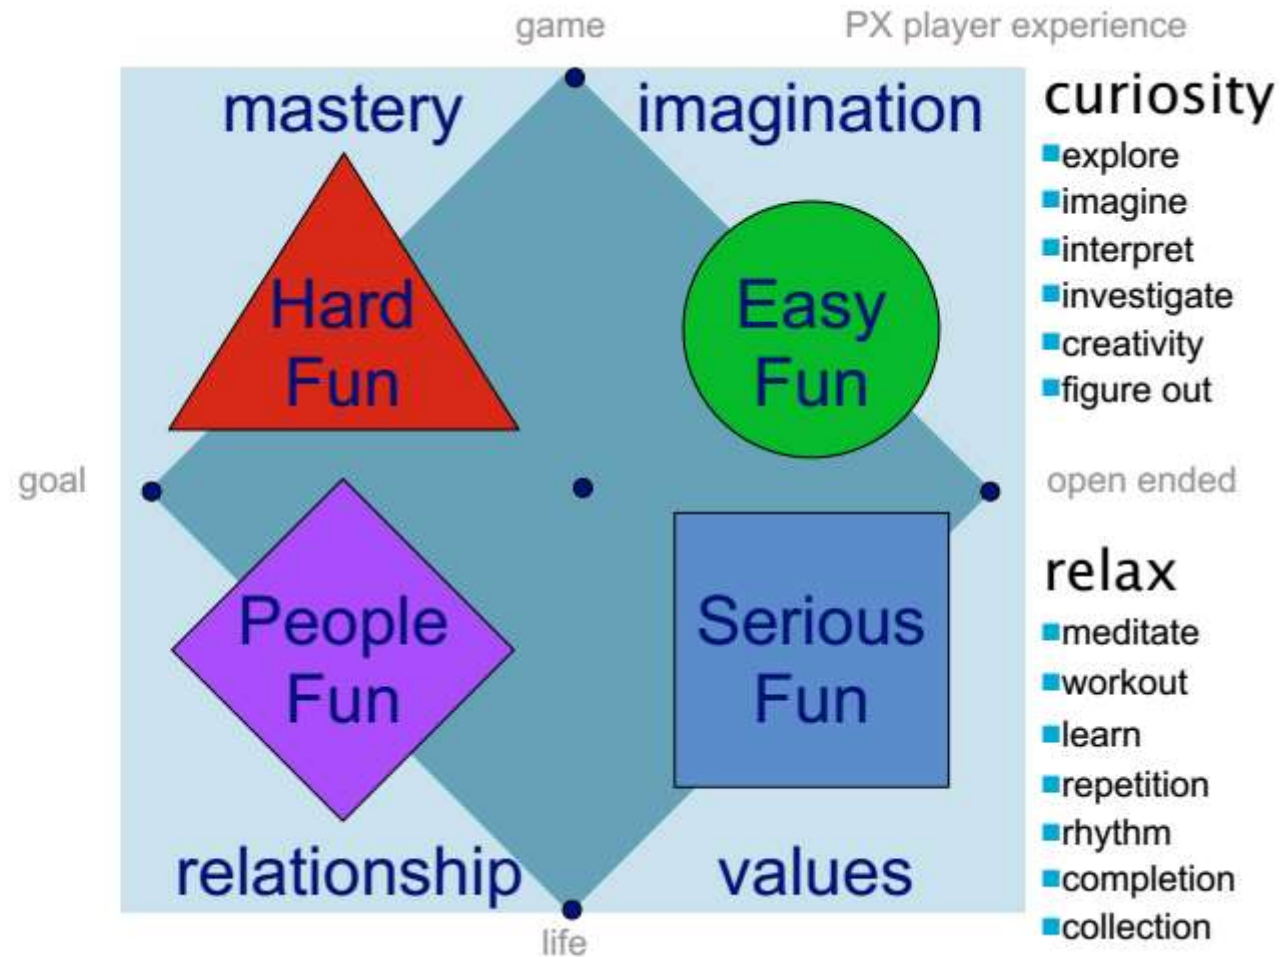 game
PX player experience
mastery
imagination
Hard
Fun
Easy
Fun
goal
open ended
People
Fun
Serious
Fun
relationship
values
life
curiosity
explore
imagine
interpret
investigate
creativity
figure out
relax
meditate
workout
learn
repetition
rhythm
completion
collection